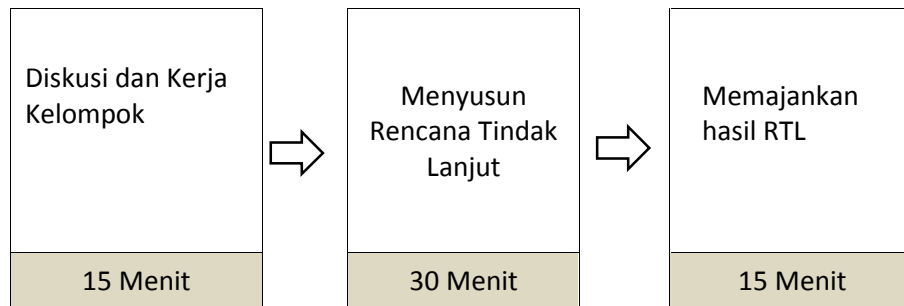 Diskusi dan Kerja
Kelompok
15 Menit
Menyusun
Rencana Tindak
Lanjut
30 Menit
Memajankan
hasil RTL
15 Menit